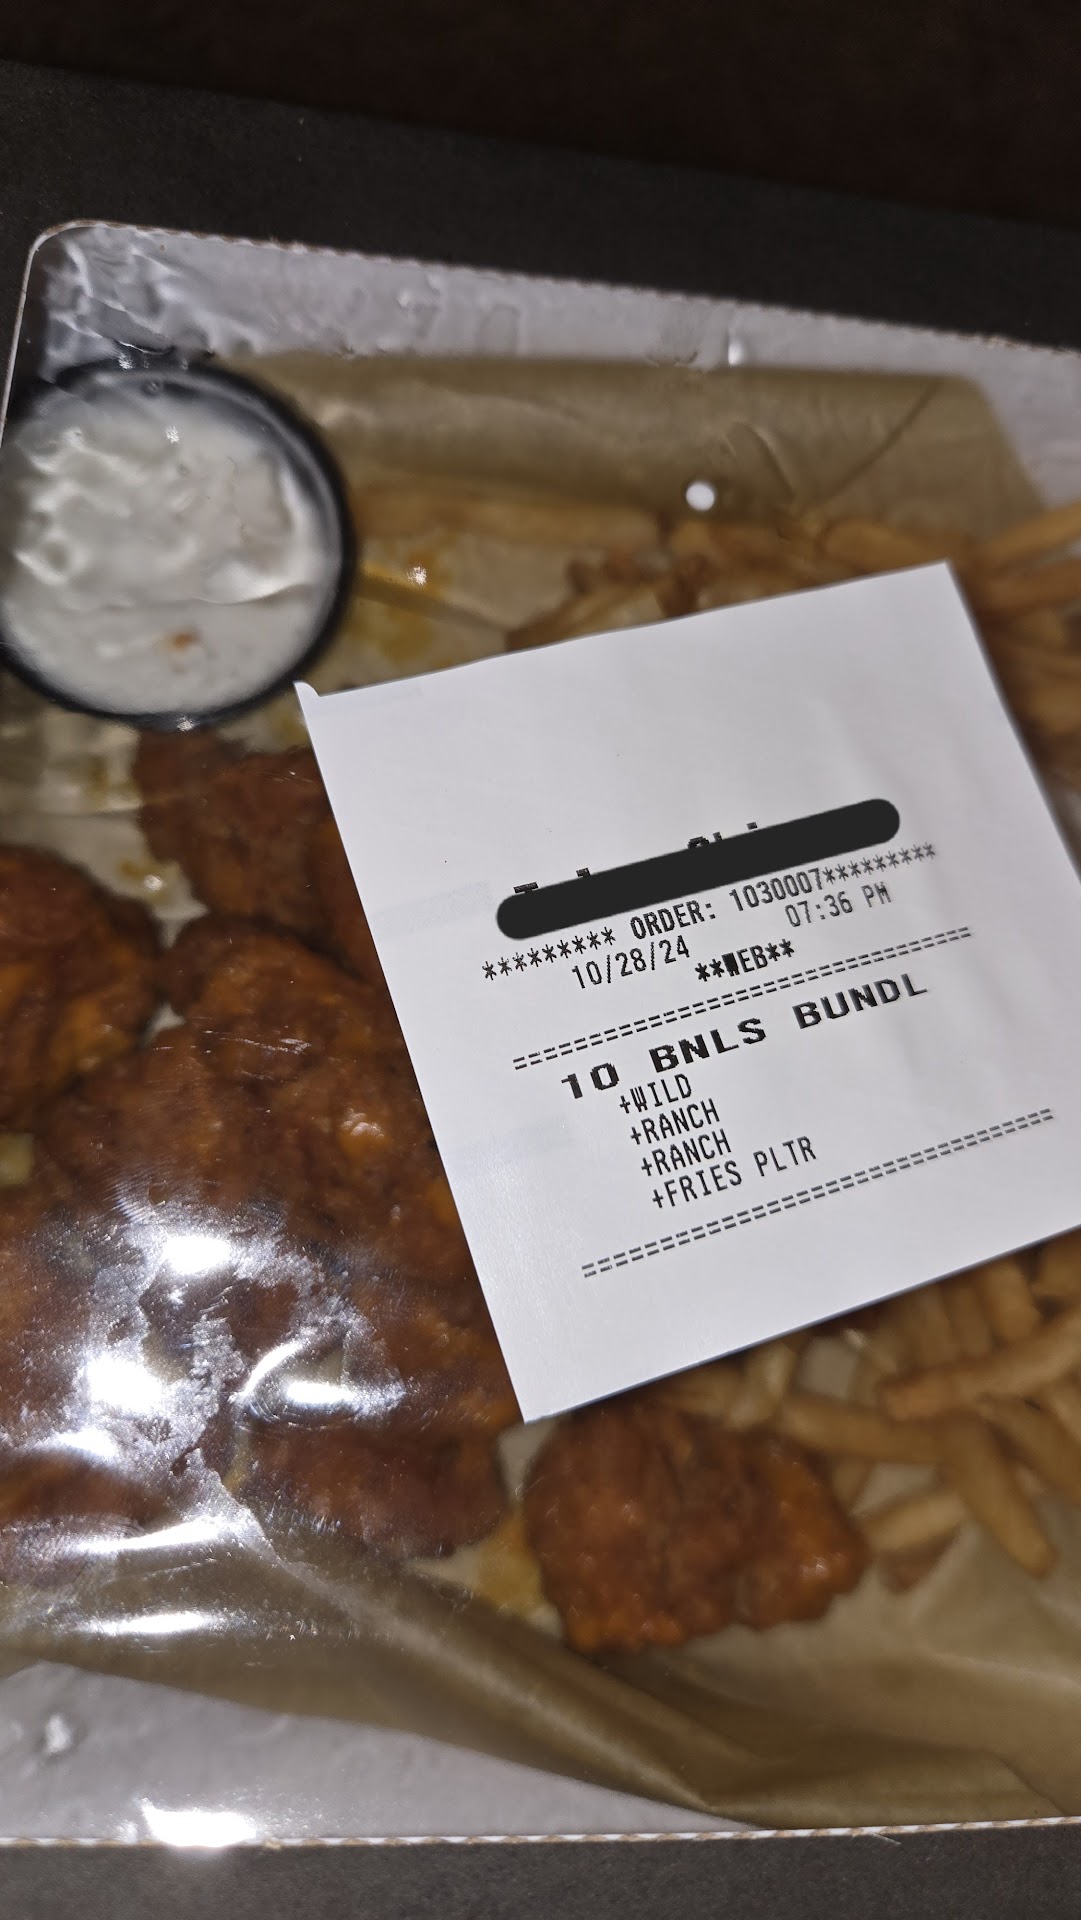 ********* ORDER: 1030007*********
10/28/24 07:36 PM
**WEB**
==================================
10 BNLS BUNDL
+WILD
+RANCH
+RANCH
+FRIES PLTR
==================================